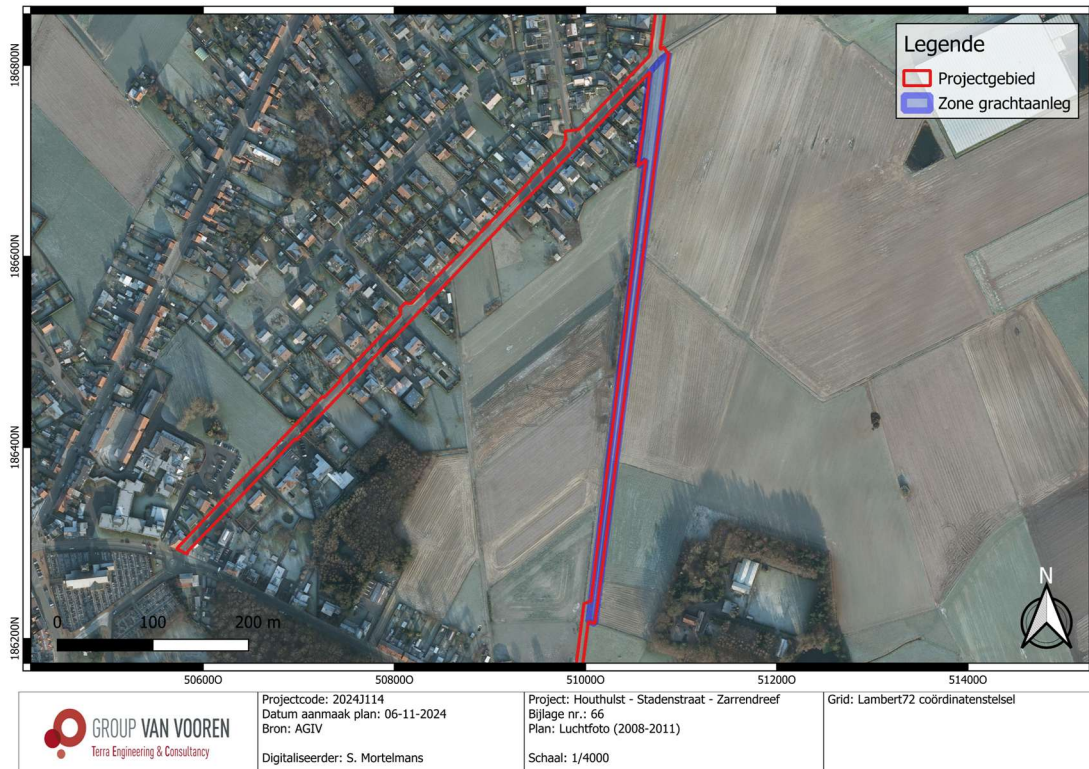 186800N
186600N
186400N
186200N
Legende
Projectgebied
Zone grachtaanleg
N
0 100 200 m
506000 508000 510000 512000 514000
GROUP VAN VOOREN
Terra Engineering & Consultancy
Projectcode: 2024J114
Datum aanmaak plan: 06-11-2024
Bron: AGIV
Digitaliseerder: S. Mortelmans
Project: Houthulst - Stadenstraat - Zarrendreef
Bijlage nr.: 66
Plan: Luchtfoto (2008-2011)
Schaal: 1/4000
Grid: Lambert72 coördinatenstelsel